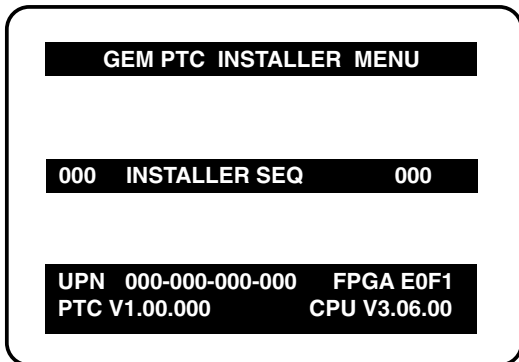 GEM PTC INSTALLER MENU
000 INSTALLER SEQ 000
UPN 000-000-000-000 FPGA E0F1
PTC V1.00.000 CPU V3.06.00